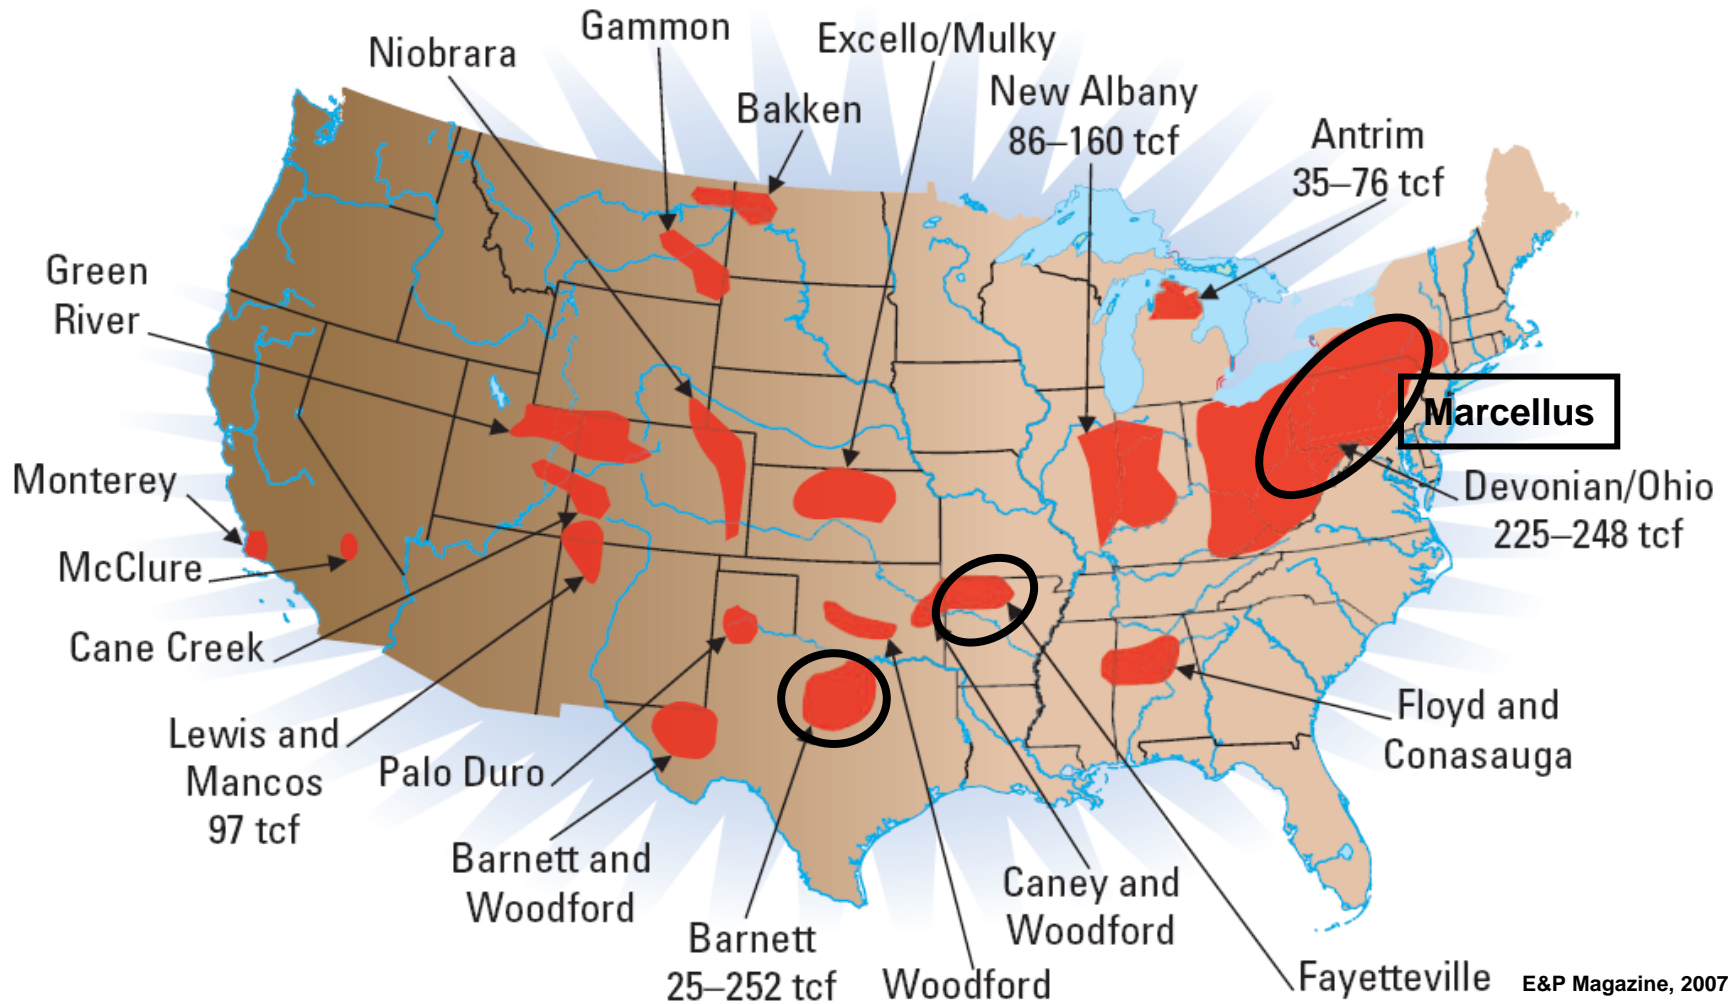 Gammon
Niobrara
Excello/Mulky
Bakken
New Albany
86–160 tcf
Antrim
35–76 tcf
Green
River
Marcellus
Monterey
Devonian/Ohio
225–248 tcf
McClure
Cane Creek
Lewis and
Mancos
97 tcf
Palo Duro
Floyd and
Conasauga
Barnett and
Woodford
Caney and
Woodford
Barnett
25–252 tcf
Woodford
Fayetteville
E&P Magazine, 2007